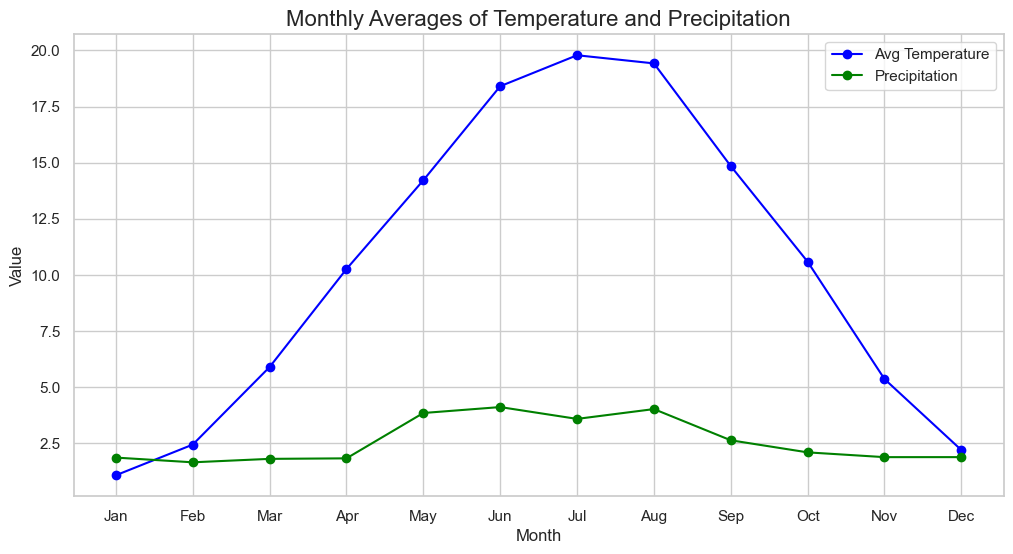 Monthly Averages of Temperature and Precipitation
20.0
17.5
15.0
12.5
10.0
7.5
5.0
2.5
Value
Avg Temperature
Precipitation
Jan Feb Mar Apr May Jun Jul Aug Sep Oct Nov Dec
Month